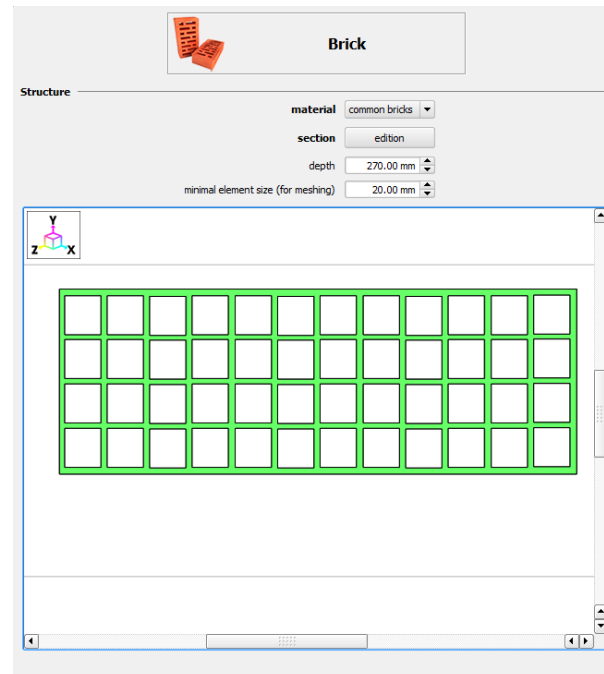 Brick
Structure
material common bricks
section edition
depth 270.00 mm
minimal element size (for meshing) 20.00 mm
Y
Z X